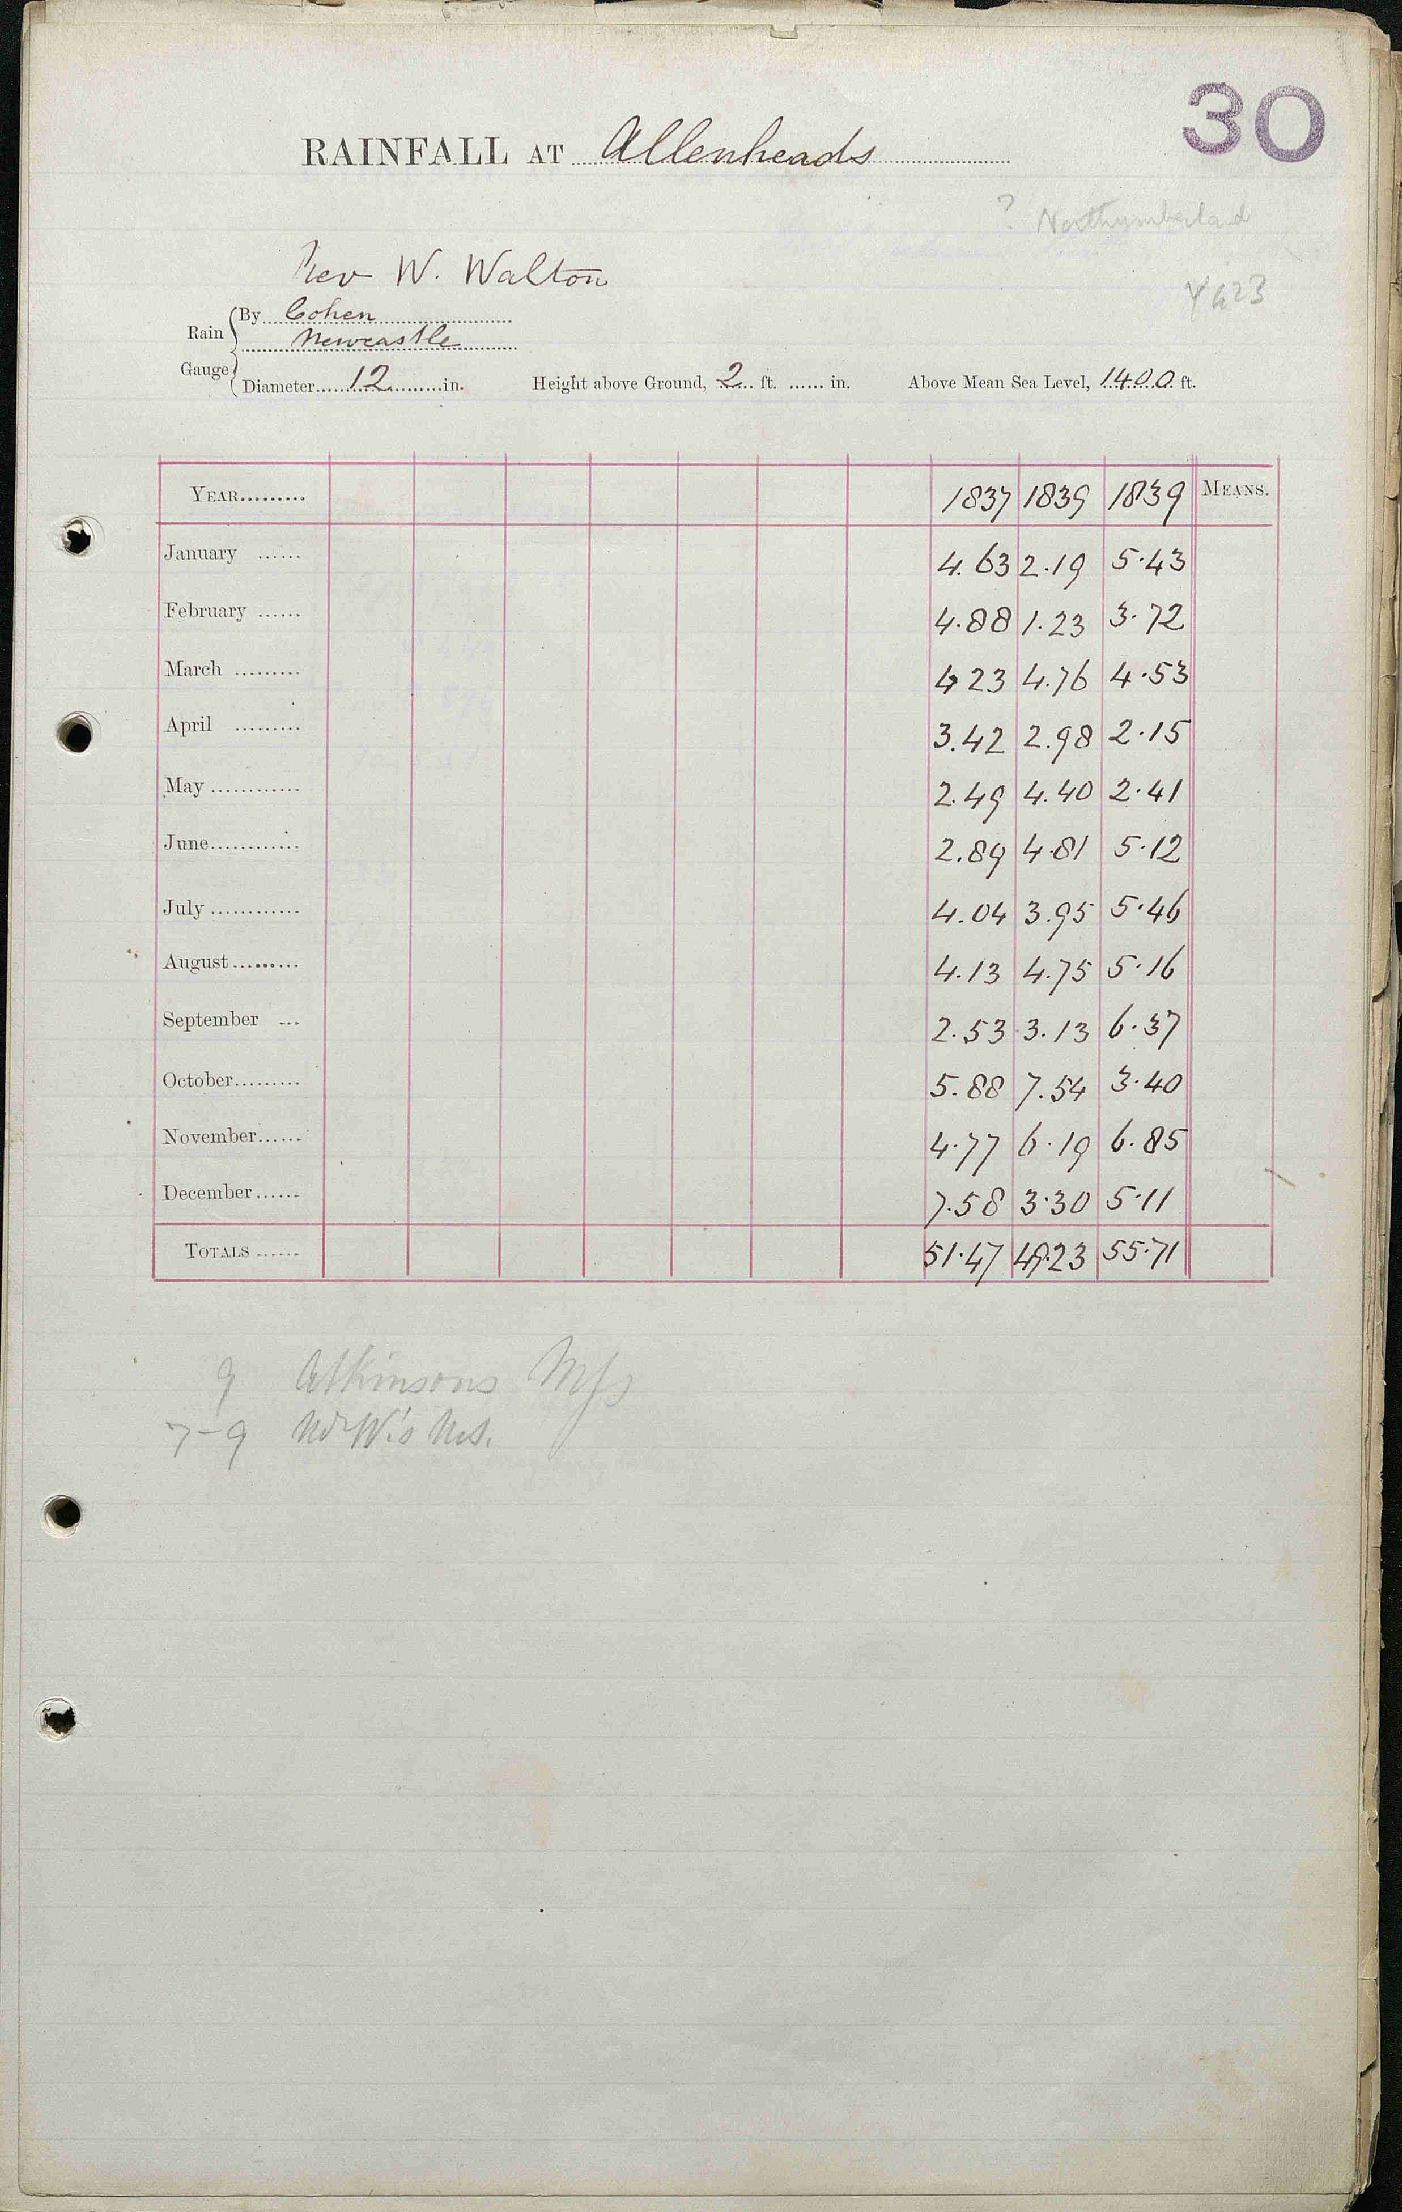 30
RAINFALL AT Allenheads
? Northumberland
Rev W. Walton
Rain Gauge
By Cohen
Newcastle
Diameter 12 in. Height above Ground, 2 ft. ...... in. Above Mean Sea Level, 1400 ft.
YEAR......... 1837 1839 1839 MEANS.
January ...... 4.63 2.19 5.43
February ...... 4.88 1.23 3.72
March ......... 4 23 4.76 4.53
April ......... 3.42 2.98 2.15
May ............ 2.49 4.40 2.41
June............ 2.89 4.81 5.12
July ............ 4.04 3.95 5.46
August ......... 4.13 4.75 5.16
September ... 2.53 3.13 6.37
October......... 5.88 7.54 3.40
November...... 4.77 6.19 6.85
December...... 7.58 3.30 5.11
TOTALS ...... 51.47 49.23 55.71
9 Atkinsons
7-9